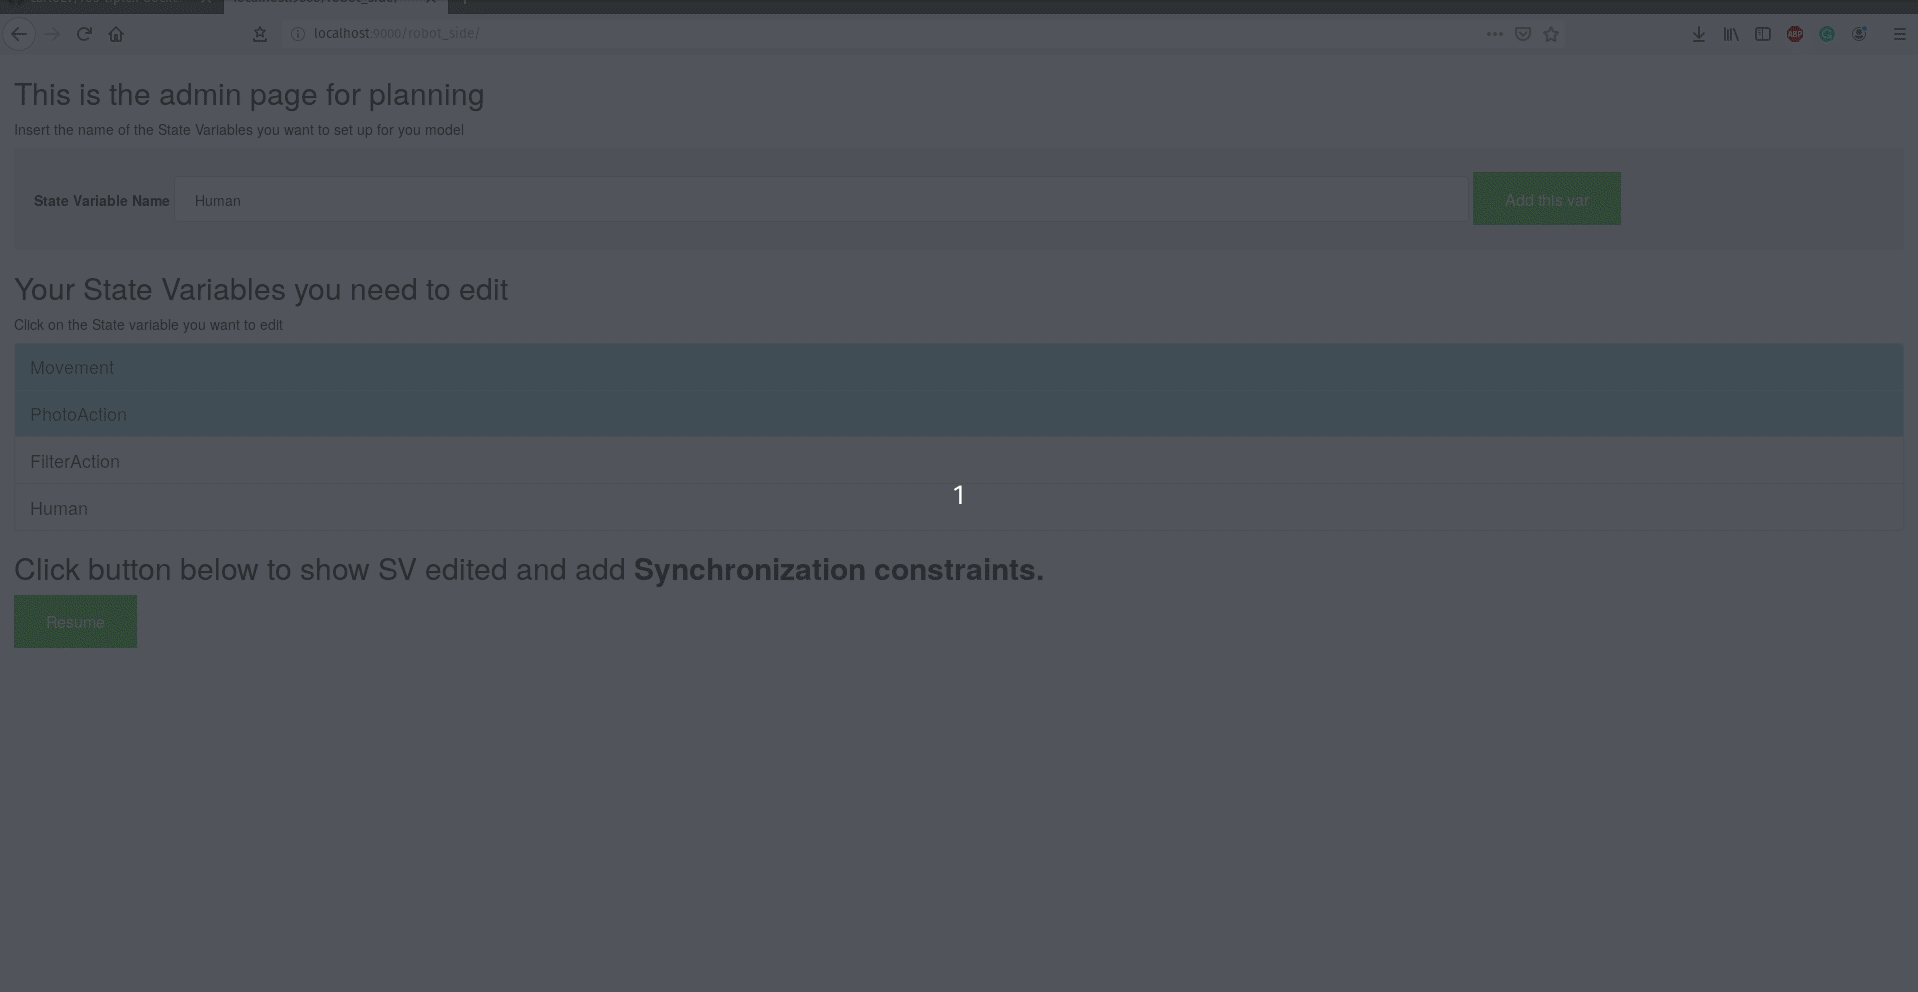 localhost:9000/robot_side/
This is the admin page for planning
Insert the name of the State Variables you want to set up for you model
State Variable Name Human Add this var
Your State Variables you need to edit
Click on the State variable you want to edit
Movement
PhotoAction
FilterAction
Human
1
Click button below to show SV edited and add Synchronization constraints.
Resume
ABP